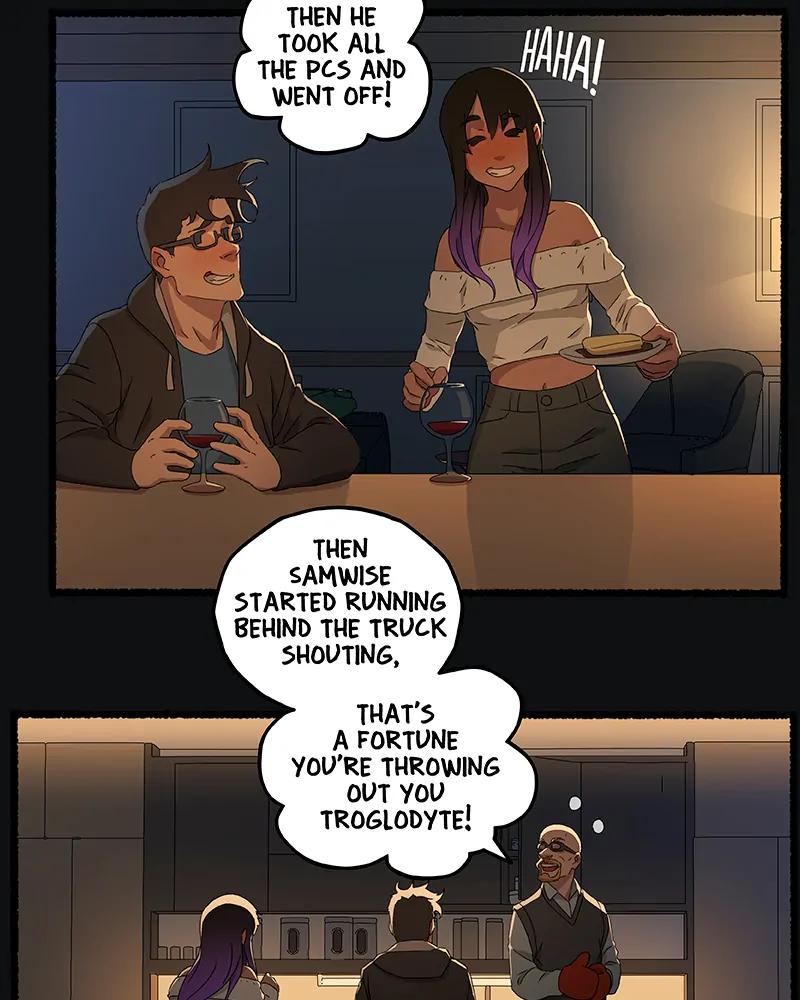 THEN HE
TOOK ALL
THE PCS AND
WENT OFF!
HAHA!
THEN
SAMWISE
STARTED RUNNING
BEHIND THE TRUCK
SHOUTING,
THAT'S
A FORTUNE
YOU'RE THROWING
OUT YOU
TROGLODYTE!